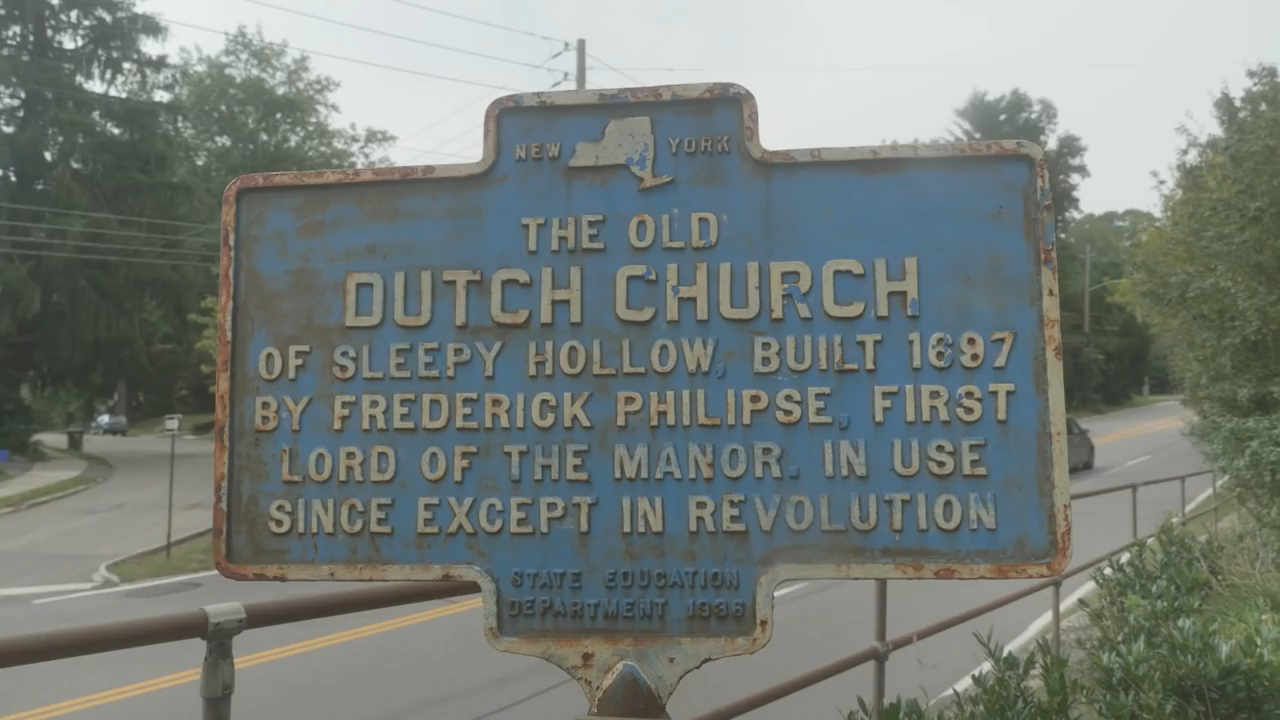 NEW YORK
THE OLD
DUTCH CHURCH
OF SLEEPY HOLLOW, BUILT 1697
BY FREDERICK PHILIPSE, FIRST
LORD OF THE MANOR. IN USE
SINCE EXCEPT IN REVOLUTION
STATE EDUCATION
DEPARTMENT 1936